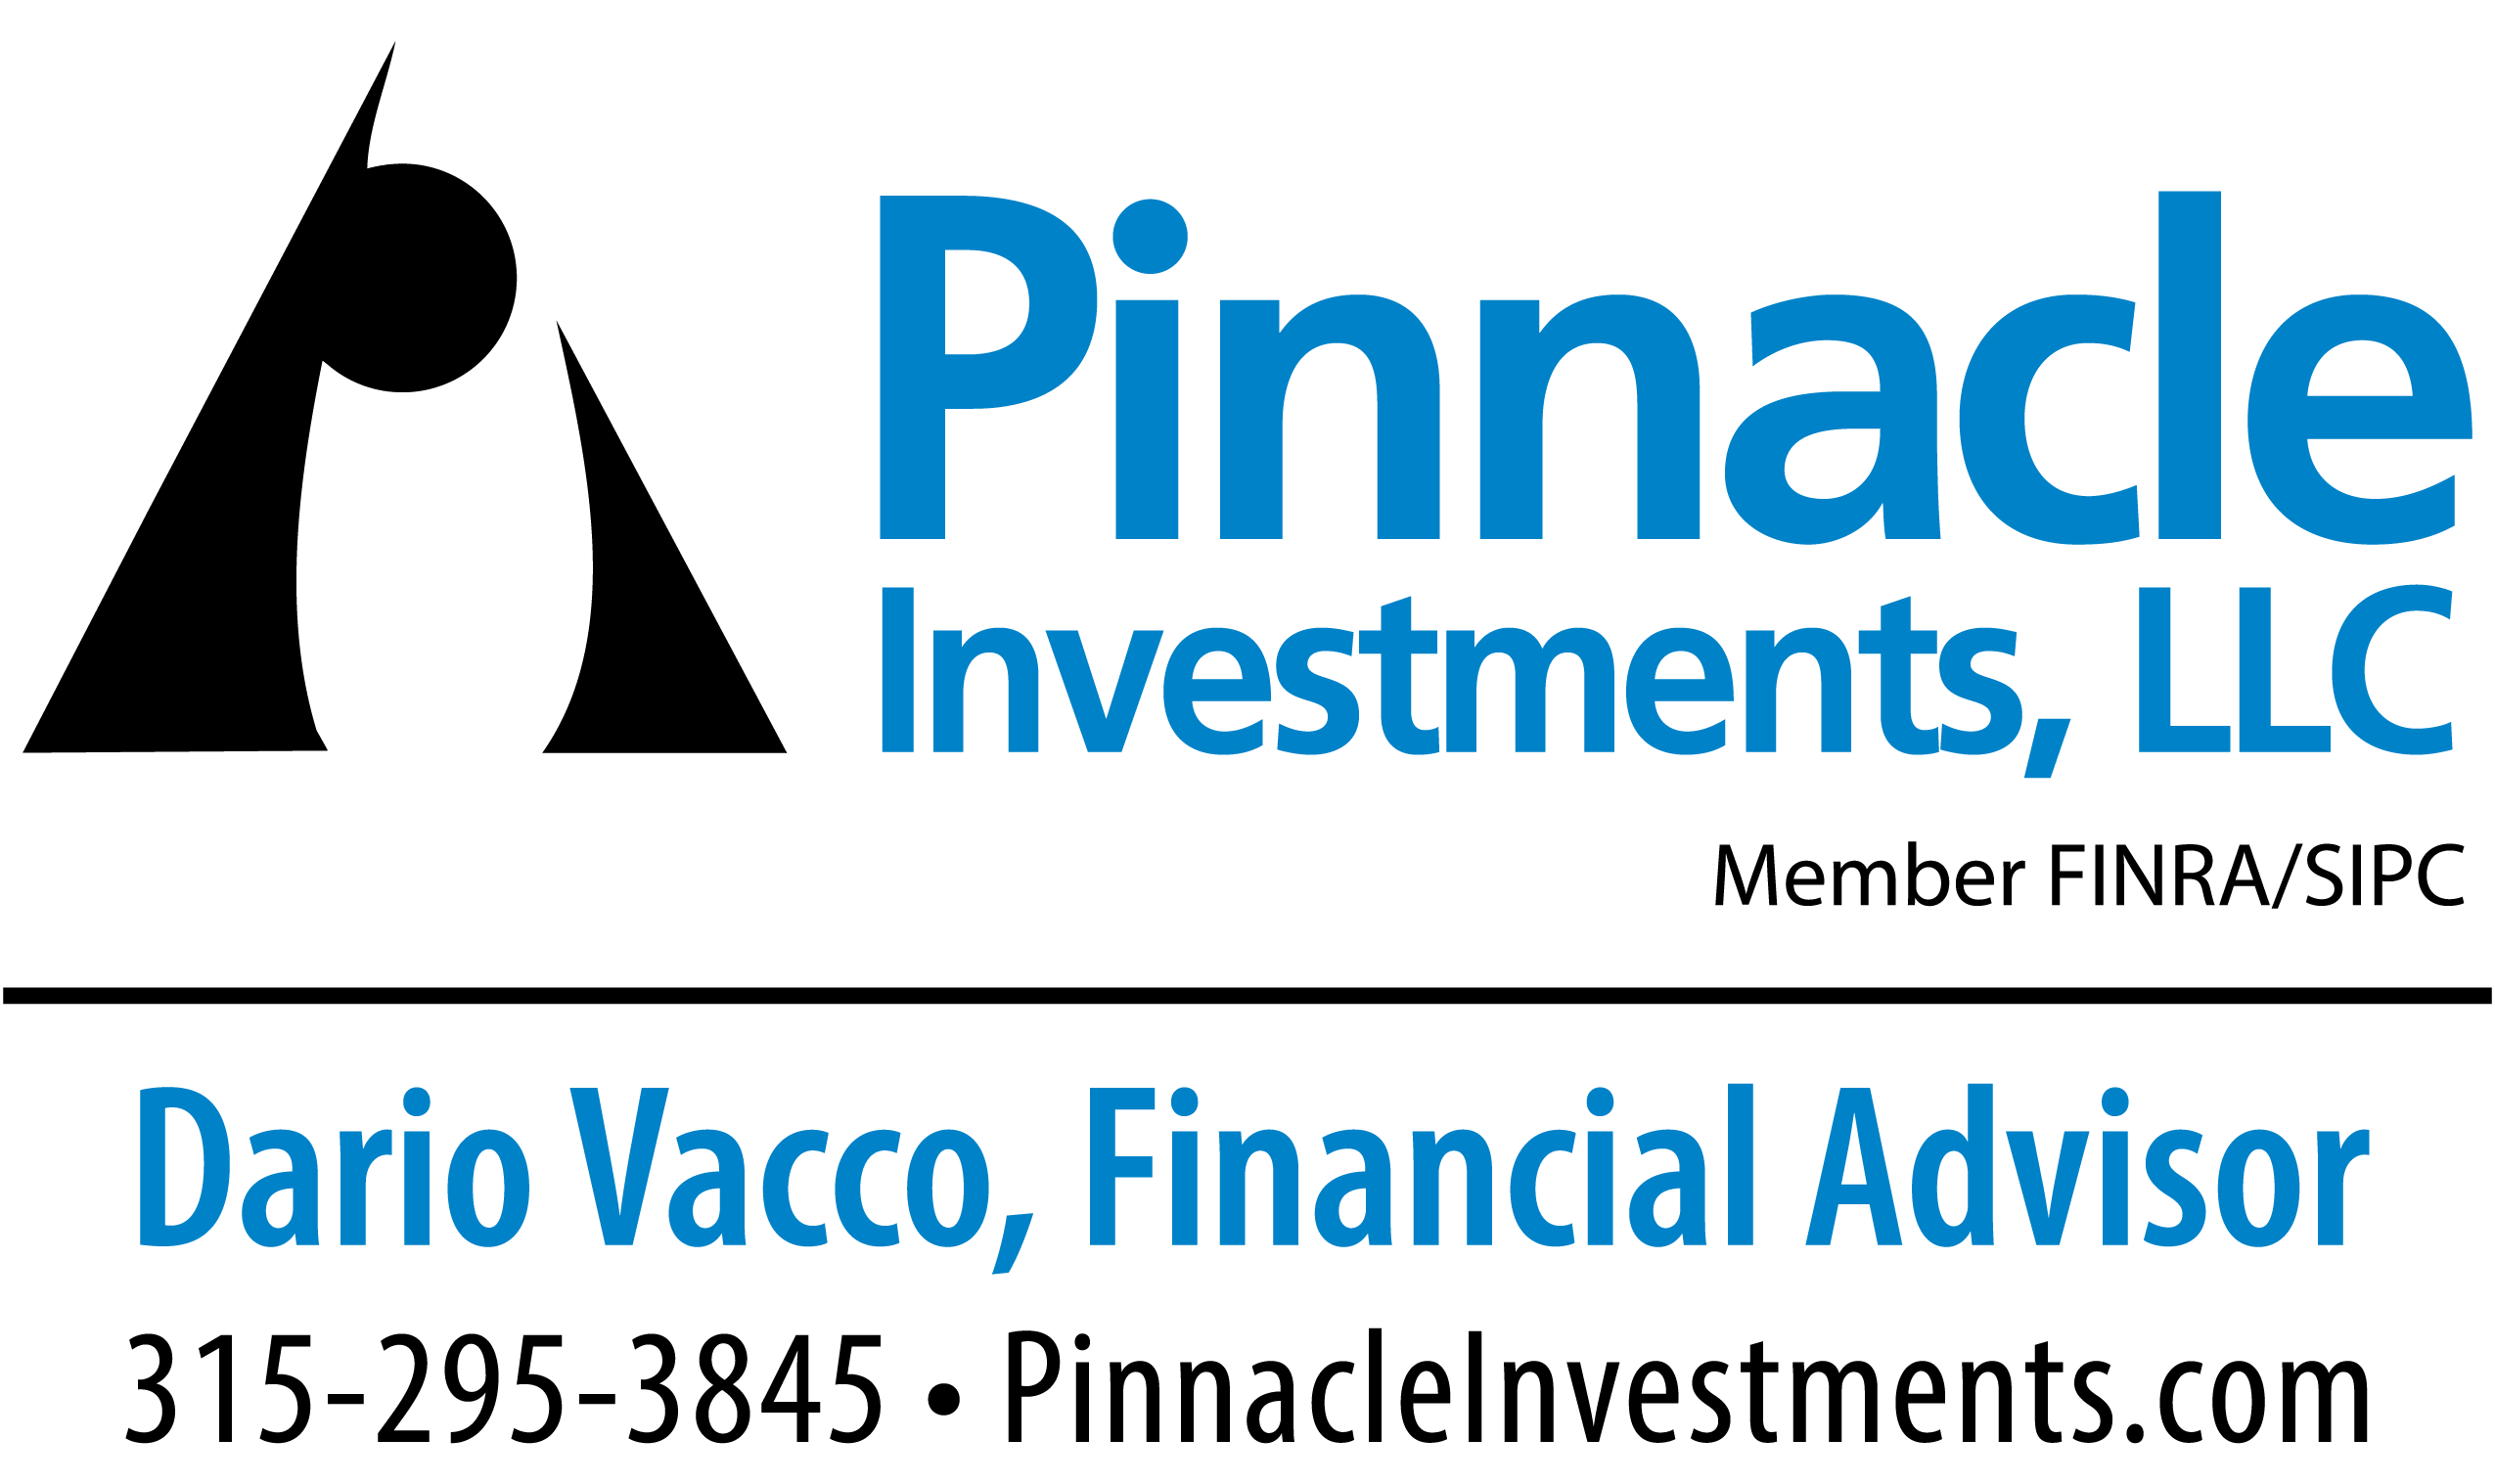 Pinnacle
Investments, LLC
Member FINRA/SIPC
Dario Vacco, Financial Advisor
315-295-3845 • PinnacleInvestments.com